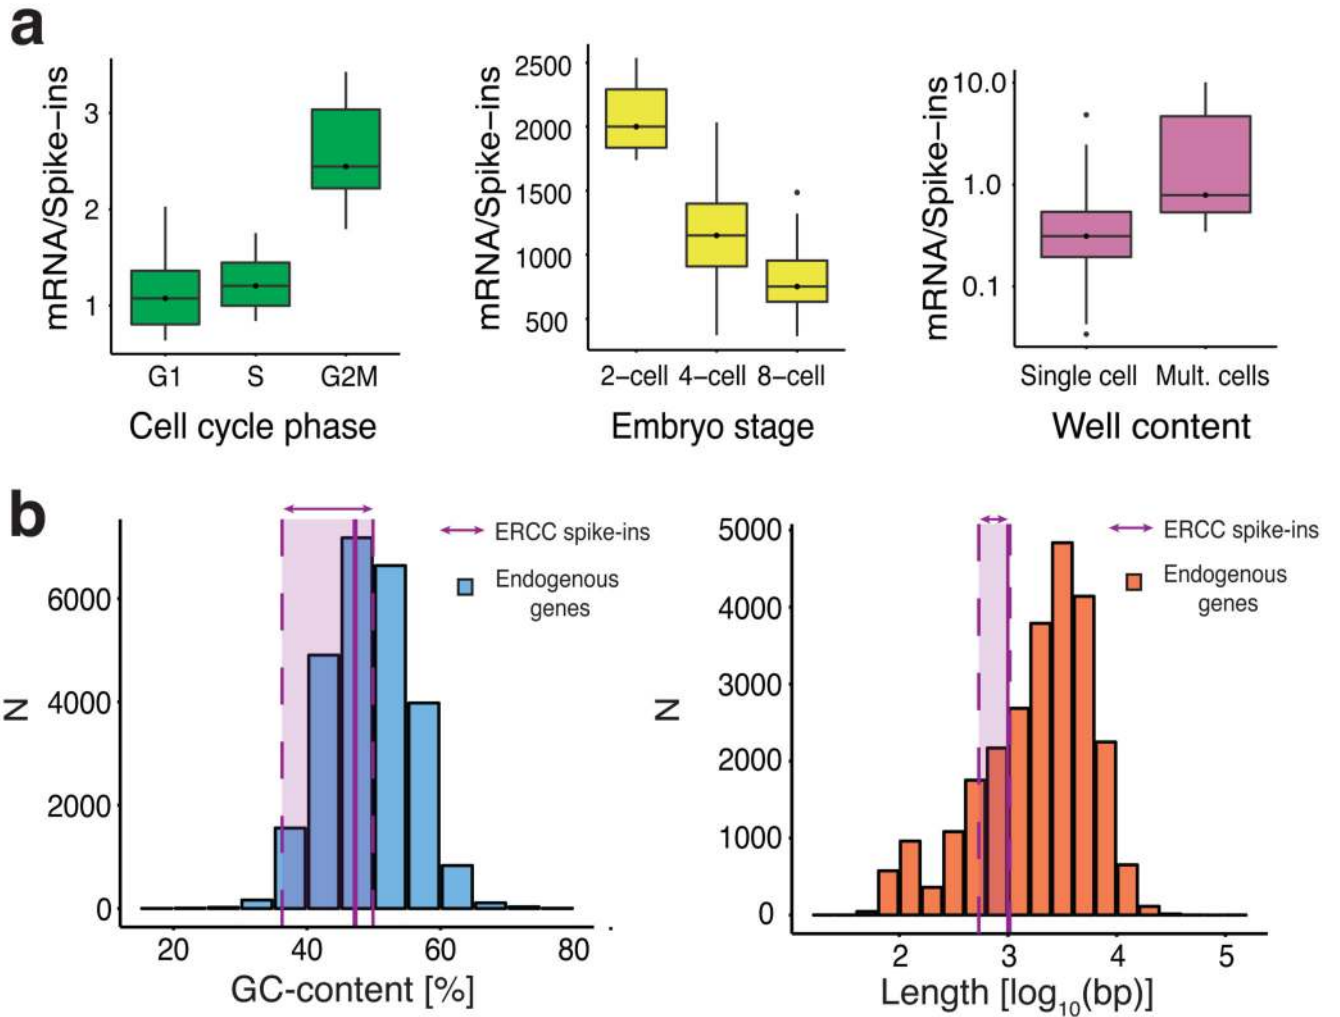 a
mRNA/Spike–ins
3
2
1
G1 S G2M
Cell cycle phase
mRNA/Spike–ins
2500
2000
1500
1000
500
2–cell 4–cell 8–cell
Embryo stage
mRNA/Spike–ins
10.0
1.0
0.1
Single cell Mult. cells
Well content
b
ERCC spike-ins
Endogenous
genes
N
6000
4000
2000
0
20 40 60 80
GC-content [%]
ERCC spike-ins
Endogenous
genes
N
5000
4000
3000
2000
1000
0
2 3 4 5
Length [log10(bp)]